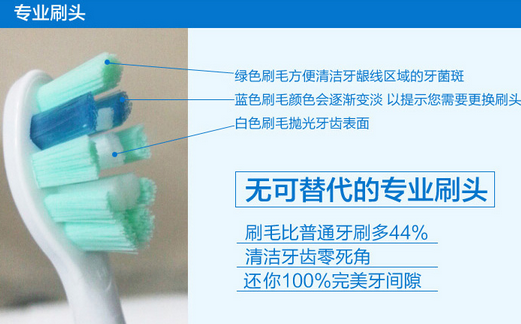 专业刷头
绿色刷毛方便清洁牙龈线区域的牙菌斑
蓝色刷毛颜色会逐渐变淡 以提示您需要更换刷头
白色刷毛抛光牙齿表面
无可替代的专业刷头
刷毛比普通牙刷多44%
清洁牙齿零死角
还你100%完美牙间隙